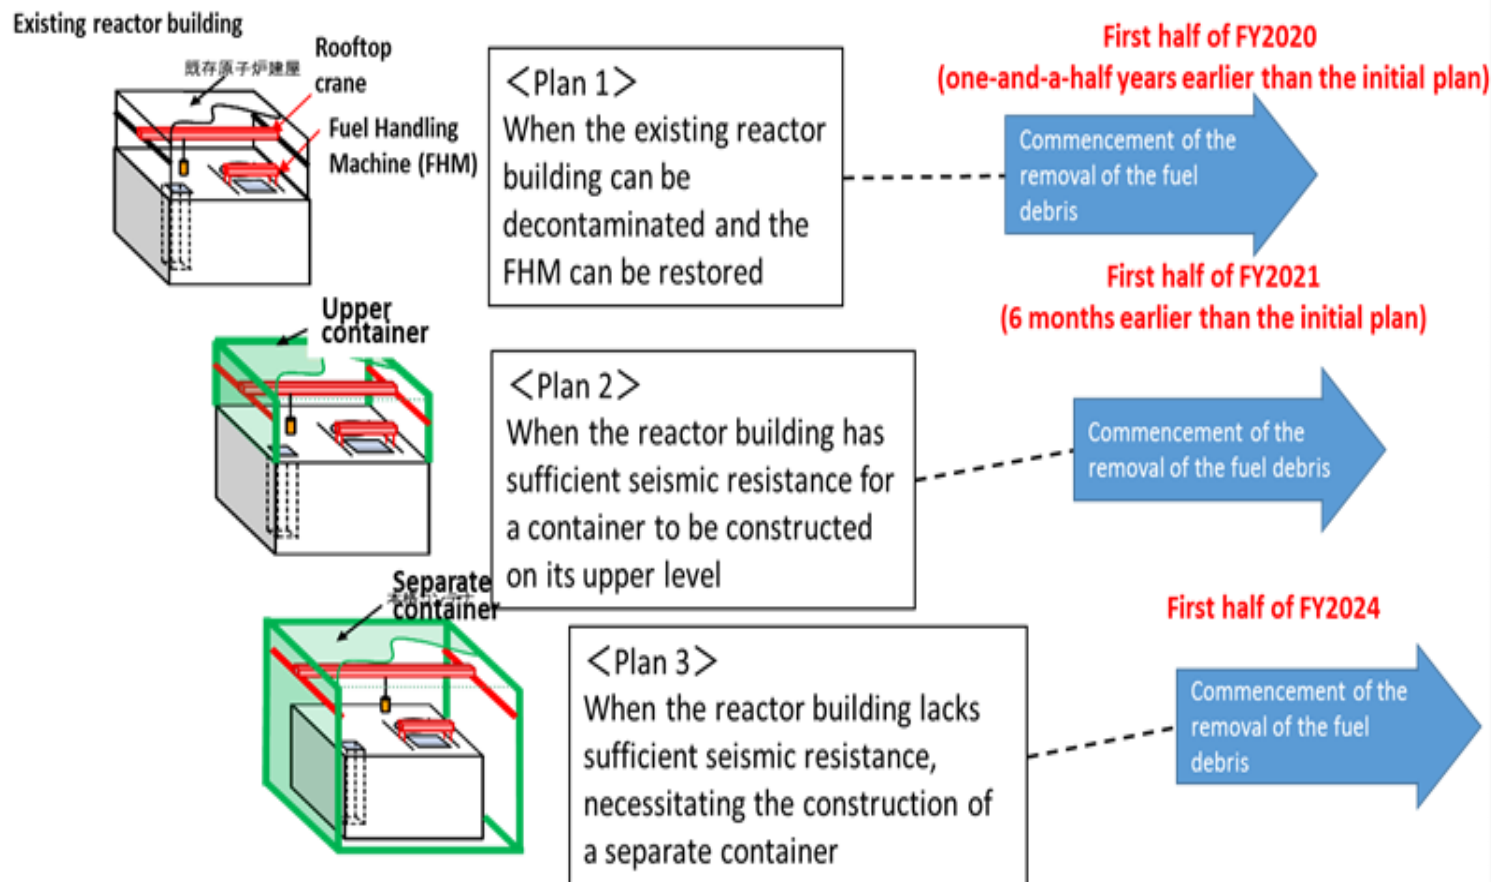 Existing reactor building
既存原子炉建屋
Rooftop
crane
Fuel Handling
Machine (FHM)
<Plan 1>
When the existing reactor
building can be
decontaminated and the
FHM can be restored
First half of FY2020
(one-and-a-half years earlier than the initial plan)
Commencement of the
removal of the fuel
debris
Upper
container
<Plan 2>
When the reactor building has
sufficient seismic resistance for
a container to be constructed
on its upper level
First half of FY2021
(6 months earlier than the initial plan)
Commencement of the
removal of the fuel debris
Separate
container
<Plan 3>
When the reactor building lacks
sufficient seismic resistance,
necessitating the construction of
a separate container
First half of FY2024
Commencement of the
removal of the fuel
debris